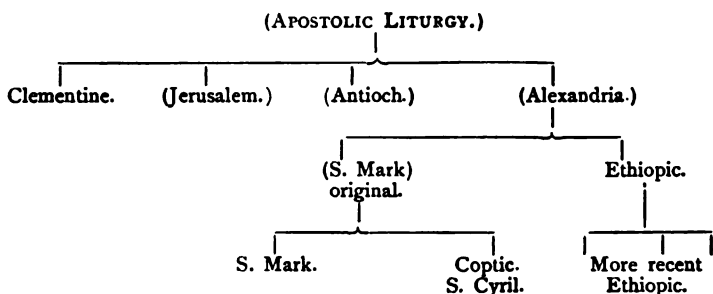 (APOSTOLIC LITURGY.)
Clementine. (Jerusalem.) (Antioch.) (Alexandria.)
(S. Mark) Ethiopic.
original.
S. Mark. Coptic. More recent
S. Cyril. Ethiopic.